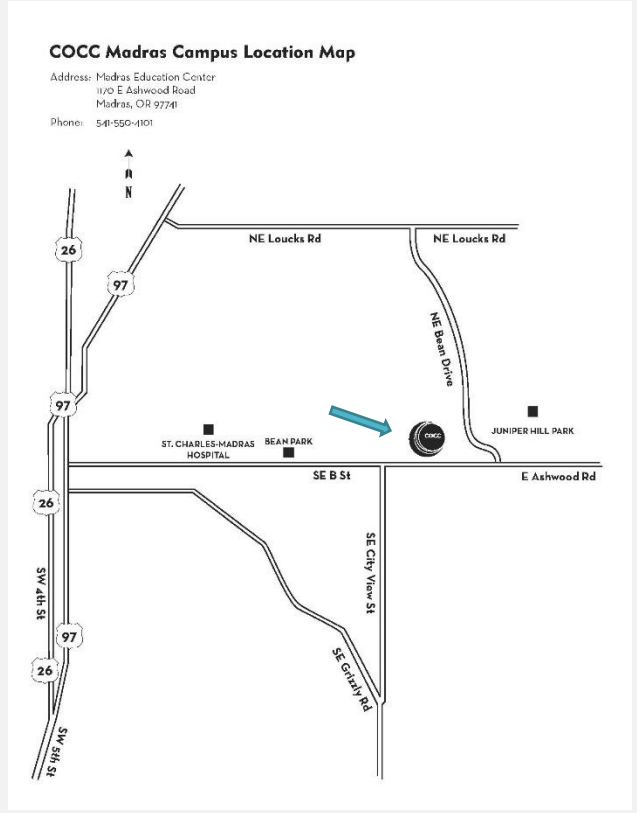 COCC Madras Campus Location Map
Address: Madras Education Center
1170 E Ashwood Road
Madras, OR 97741
Phone: 541-550-4101
N
26
97
NE Loucks Rd
NE Loucks Rd
NE Bean Drive
97
ST. CHARLES-MADRAS
HOSPITAL
BEAN PARK
COCC
JUNIPER HILL PARK
SE B St
E Ashwood Rd
26
SW 4th St
SE City View St
97
26
SE Grizzly Rd
SW 5th St